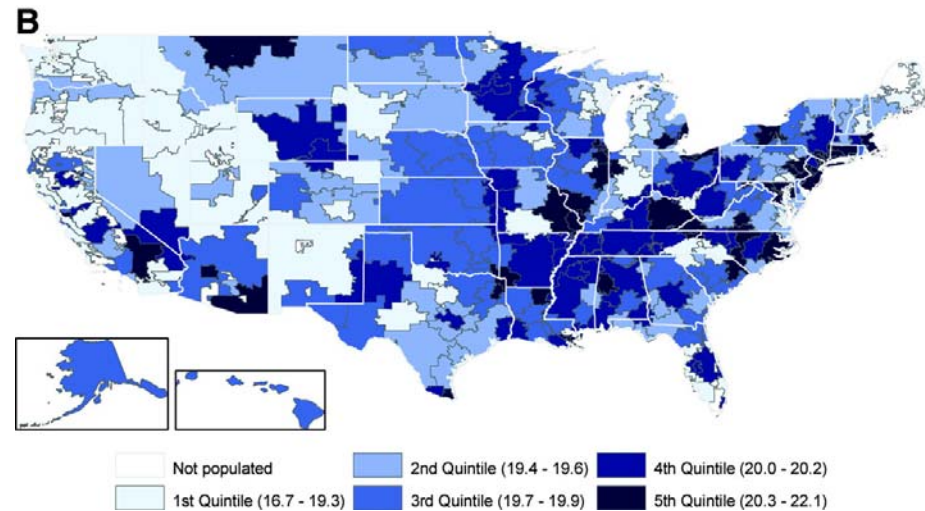 B
Not populated
2nd Quintile (19.4 - 19.6)
4th Quintile (20.0 - 20.2)
1st Quintile (16.7 - 19.3)
3rd Quintile (19.7 - 19.9)
5th Quintile (20.3 - 22.1)